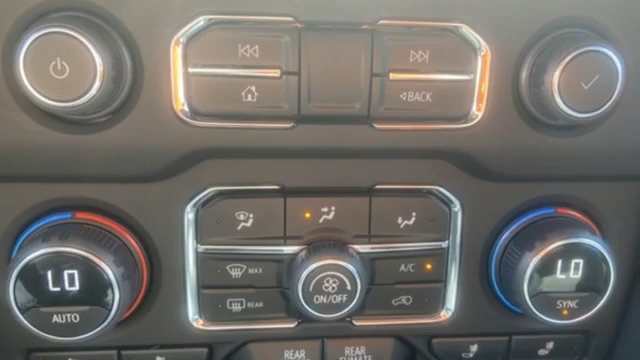 BACK
MAX
A/C
LO
LO
ON/OFF
AUTO
REAR
SYNC
REAR
REAR
CLIMATE